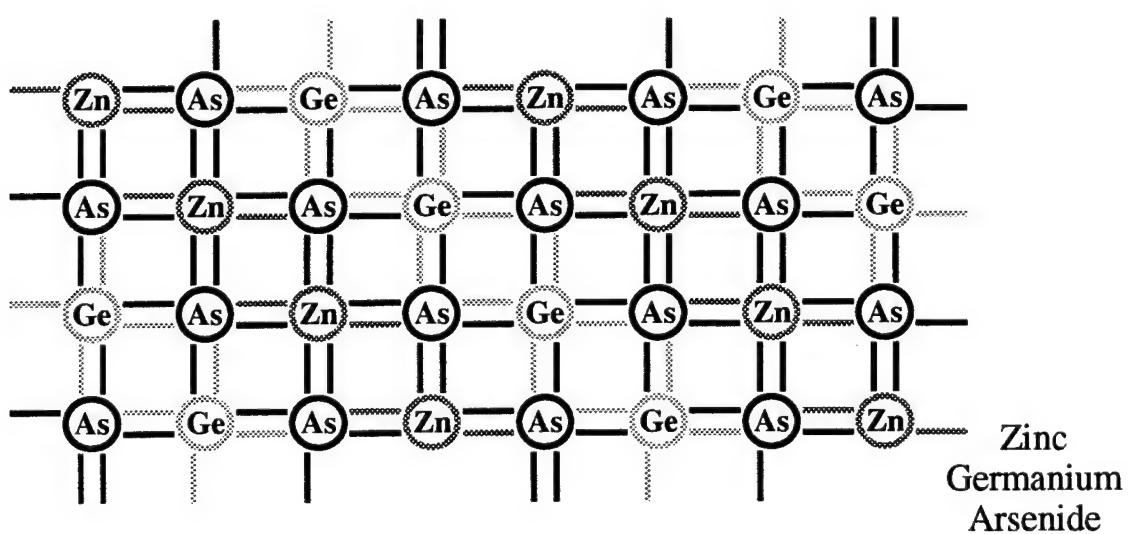 Zn As Ge As Zn As Ge As
As Zn As Ge As Zn As Ge
Ge As Zn As Ge As Zn As
As Ge As Zn As Ge As Zn
Zinc
Germanium
Arsenide